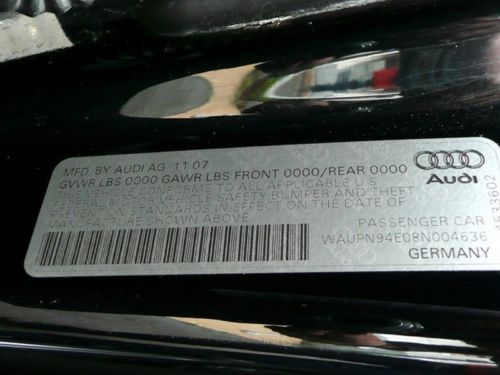 MFD. BY AUDI AG 11 07
GVWR LBS 0000 GAWR LBS FRONT 0000/REAR 0000
VEHICLE CONFORMS TO ALL APPLICABLE U.S.
FEDERAL MOTOR VEHICLE SAFETY, BUMPER AND THEFT
PREVENTION STANDARDS IN EFFECT ON THE DATE OF
MANUFACTURE SHOWN ABOVE
Audi
PASSENGER CAR
WAUPN94E08N004636
GERMANY